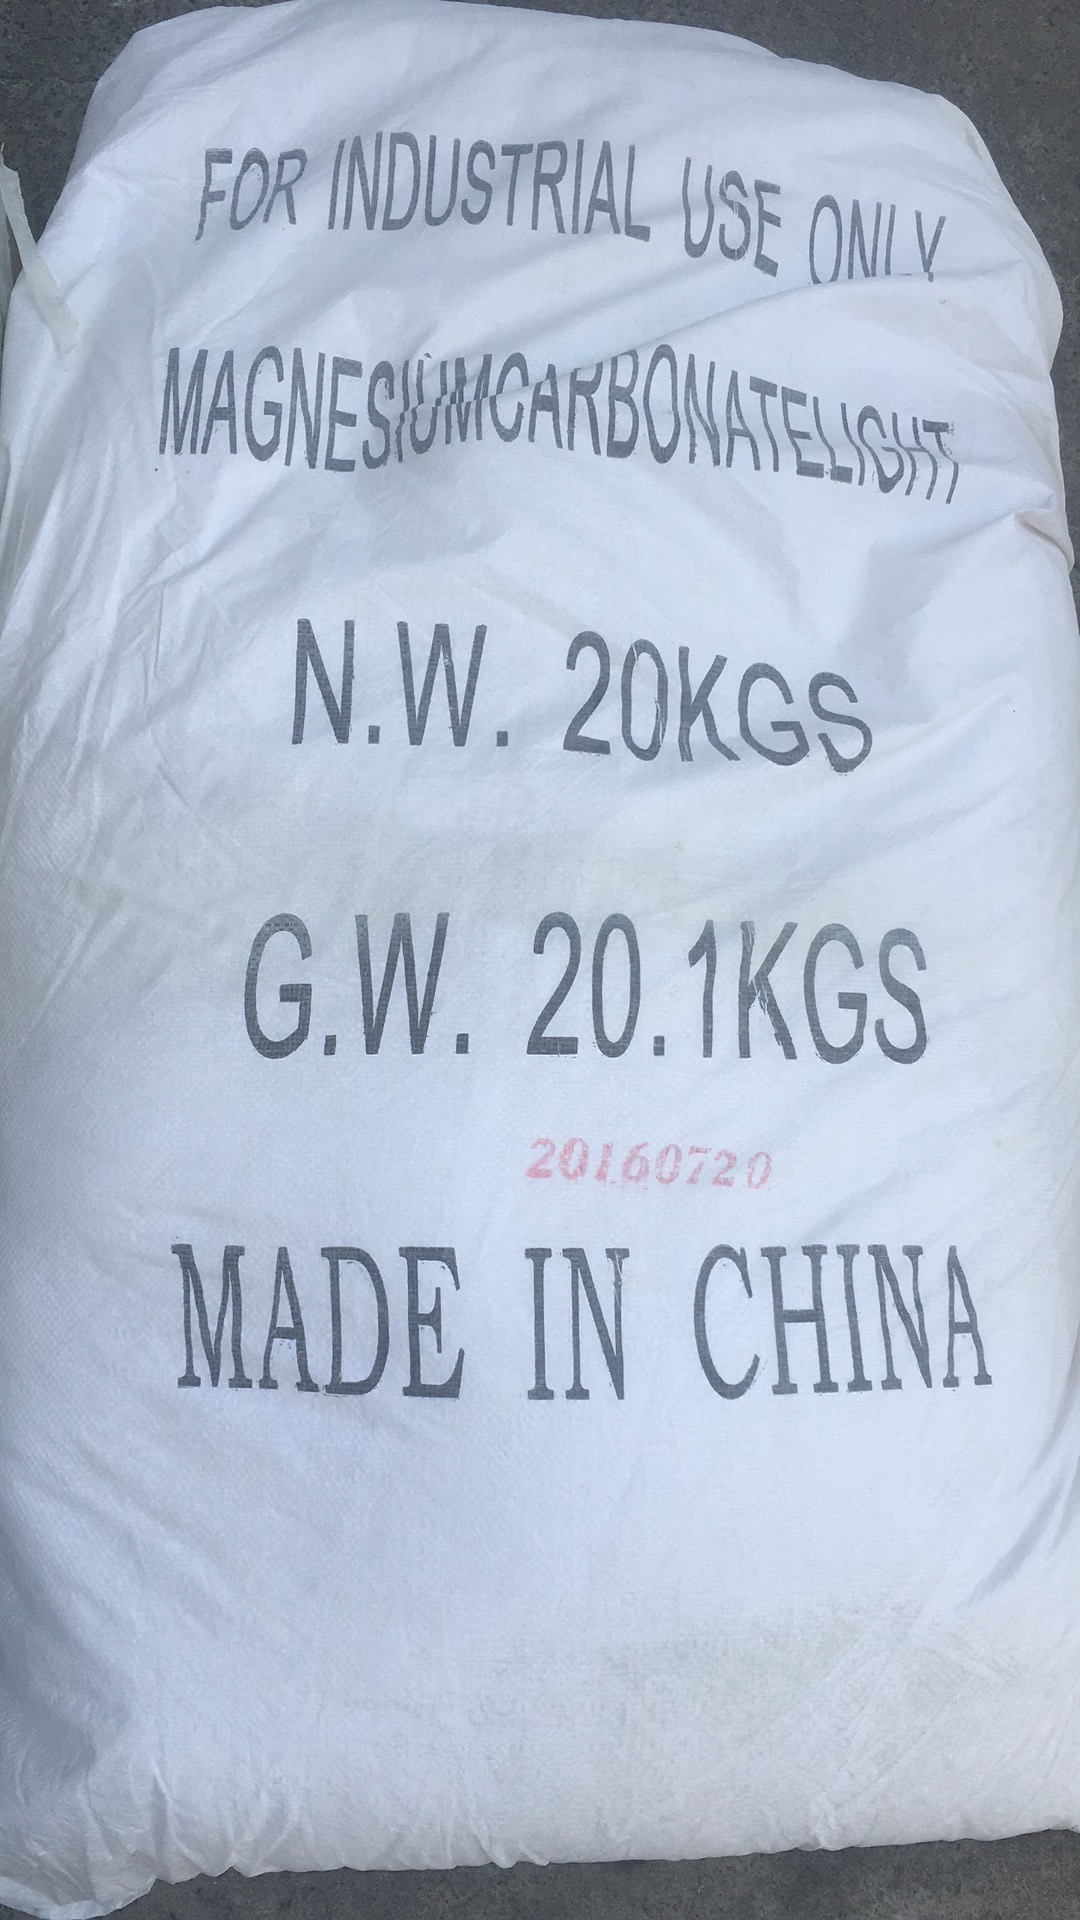 FOR INDUSTRIAL USE ONLY
MAGNESIUMCARBONATELIGHT
N.W. 20KGS
G.W. 20.1KGS
20160720
MADE IN CHINA